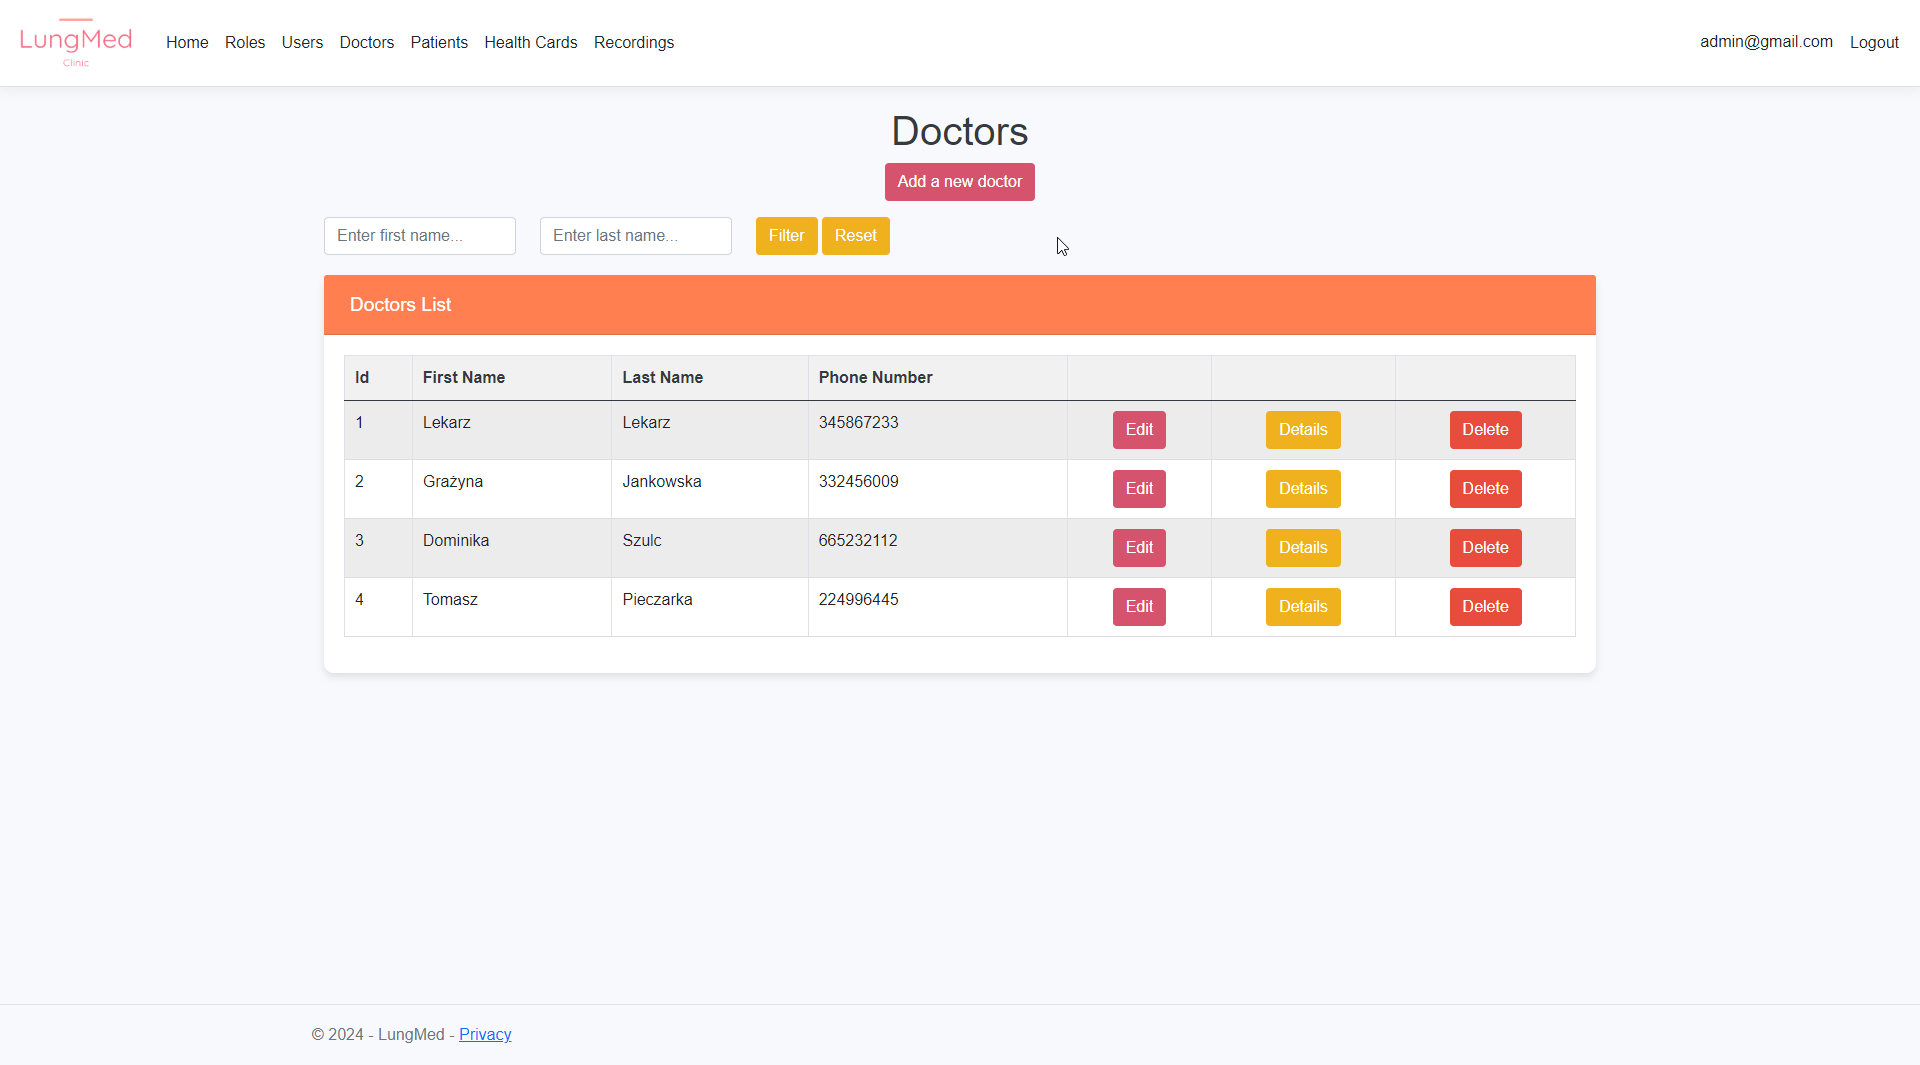 LungMed
Clinic
Home Roles Users Doctors Patients Health Cards Recordings admin@gmail.com Logout
Doctors
Add a new doctor
Enter first name... Enter last name... Filter Reset
Doctors List
Id First Name Last Name Phone Number
1 Lekarz Lekarz 345867233 Edit Details Delete
2 Grażyna Jankowska 332456009 Edit Details Delete
3 Dominika Szulc 665232112 Edit Details Delete
4 Tomasz Pieczarka 224996445 Edit Details Delete
© 2024 - LungMed - Privacy